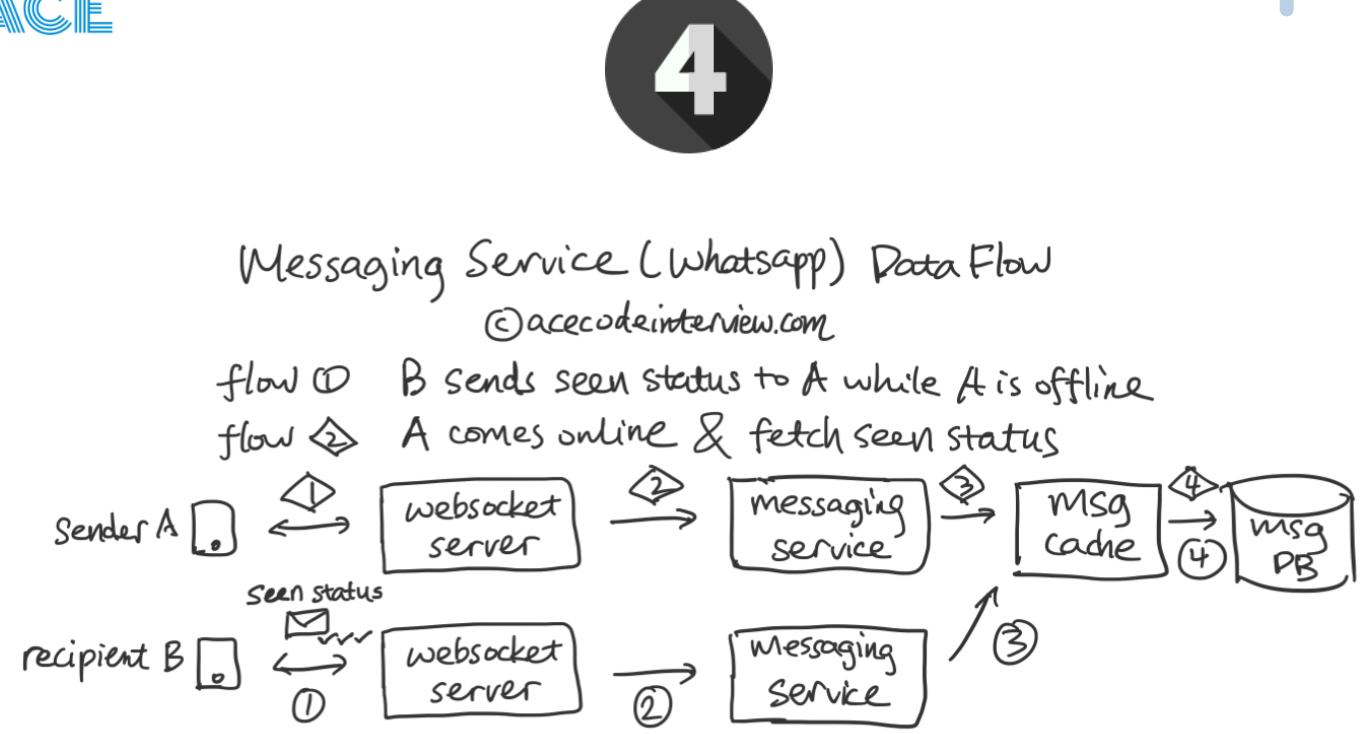 ACE
4
Messaging Service (Whatsapp) Data Flow
©acecodeinterview.com
flow ① B sends seen status to A while A is offline
flow ② A comes online & fetch seen status
Sender A
1
websocket
server
2
messaging
service
3
msg
cache
4
④
msg
DB
seen status
recipient B
①
websocket
server
②
Messaging
Service
③